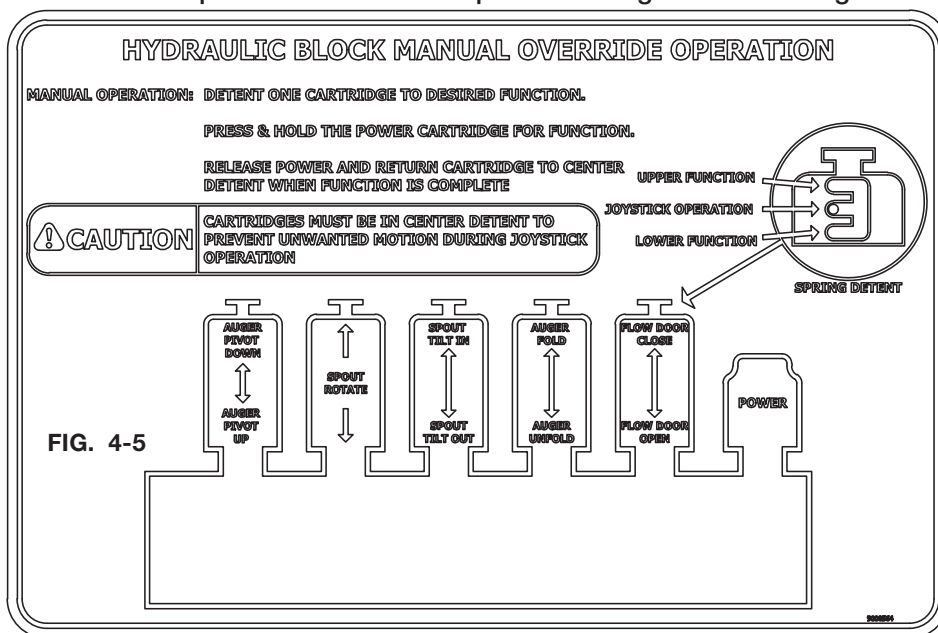 HYDRAULIC BLOCK MANUAL OVERRIDE OPERATION
MANUAL OPERATION: DETENT ONE CARTRIDGE TO DESIRED FUNCTION.
PRESS & HOLD THE POWER CARTRIDGE FOR FUNCTION.
RELEASE POWER AND RETURN CARTRIDGE TO CENTER
DETENT WHEN FUNCTION IS COMPLETE
UPPER FUNCTION
JOYSTICK OPERATION
LOWER FUNCTION
SPRING DETENT
CAUTION
CARTRIDGES MUST BE IN CENTER DETENT TO
PREVENT UNWANTED MOTION DURING JOYSTICK
OPERATION
AUGER
PIVOT
DOWN
AUGER
PIVOT
UP
SPOUT
ROTATE
SPOUT
TILT IN
SPOUT
TILT OUT
AUGER
FOLD
AUGER
UNFOLD
FLOW DOOR
CLOSE
FLOW DOOR
OPEN
POWER
FIG. 4-5